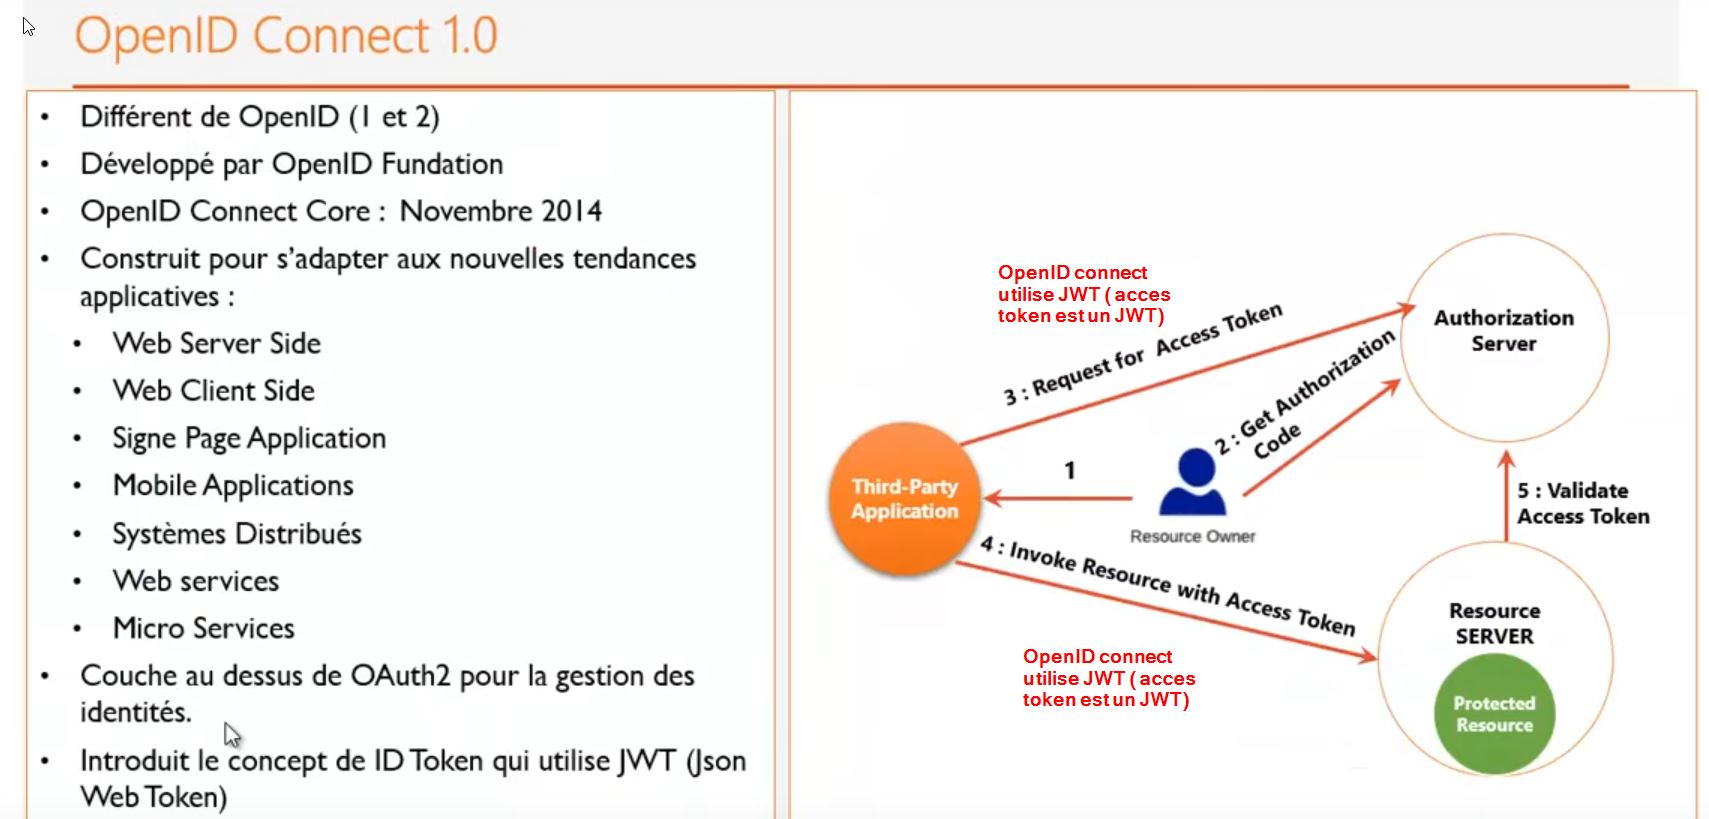 OpenID Connect 1.0
• Différent de OpenID (1 et 2)
• Développé par OpenID Fundation
• OpenID Connect Core : Novembre 2014
• Construit pour s'adapter aux nouvelles tendances
applicatives :
• Web Server Side
• Web Client Side
• Signe Page Application
• Mobile Applications
• Systèmes Distribués
• Web services
• Micro Services
• Couche au dessus de OAuth2 pour la gestion des
identités.
• Introduit le concept de ID Token qui utilise JWT (Json
Web Token)
OpenID connect
utilise JWT ( acces
token est un JWT)
3 : Request for Access Token
Authorization
Server
2 : Get Authorization
Code
1
Third-Party
Application
Resource Owner
5 : Validate
Access Token
4 : Invoke Resource with Access Token
Resource
SERVER
OpenID connect
utilise JWT ( acces
token est un JWT)
Protected
Resource